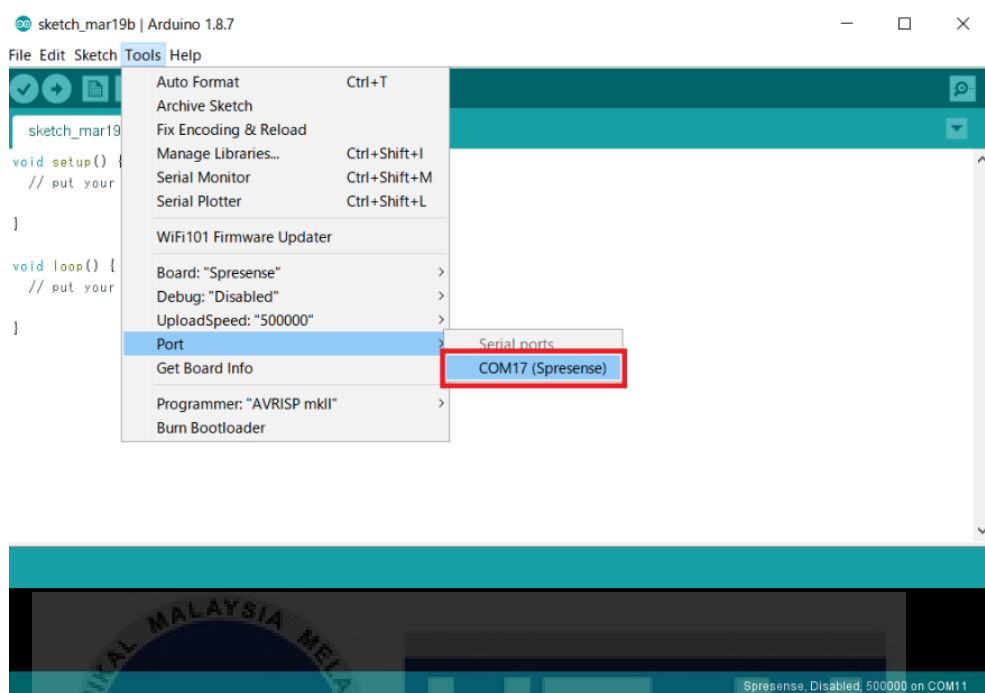 sketch_mar19b | Arduino 1.8.7
File Edit Sketch Tools Help
sketch_mar19
void setup() {
// put your
}
void loop() {
// put your
}
Auto Format Ctrl+T
Archive Sketch
Fix Encoding & Reload
Manage Libraries... Ctrl+Shift+I
Serial Monitor Ctrl+Shift+M
Serial Plotter Ctrl+Shift+L
WiFi101 Firmware Updater
Board: "Spresense"
Debug: "Disabled"
UploadSpeed: "500000"
Port
Get Board Info
Programmer: "AVRISP mkII"
Burn Bootloader
Serial ports
COM17 (Spresense)
KAL MALAYSIA MELA
Spresense, Disabled, 500000 on COM11